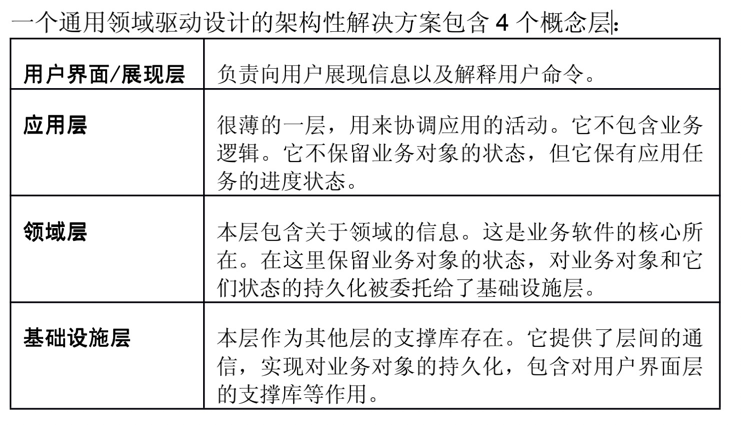 一个通用领域驱动设计的架构性解决方案包含 4 个概念层：
用户界面/展现层
负责向用户展现信息以及解释用户命令。
应用层
很薄的一层，用来协调应用的活动。它不包含业务
逻辑。它不保留业务对象的状态，但它保有应用任
务的进度状态。
领域层
本层包含关于领域的信息。这是业务软件的核心所
在。在这里保留业务对象的状态，对业务对象和它
们状态的持久化被委托给了基础设施层。
基础设施层
本层作为其他层的支撑库存在。它提供了层间的通
信，实现对业务对象的持久化，包含对用户界面层
的支撑库等作用。